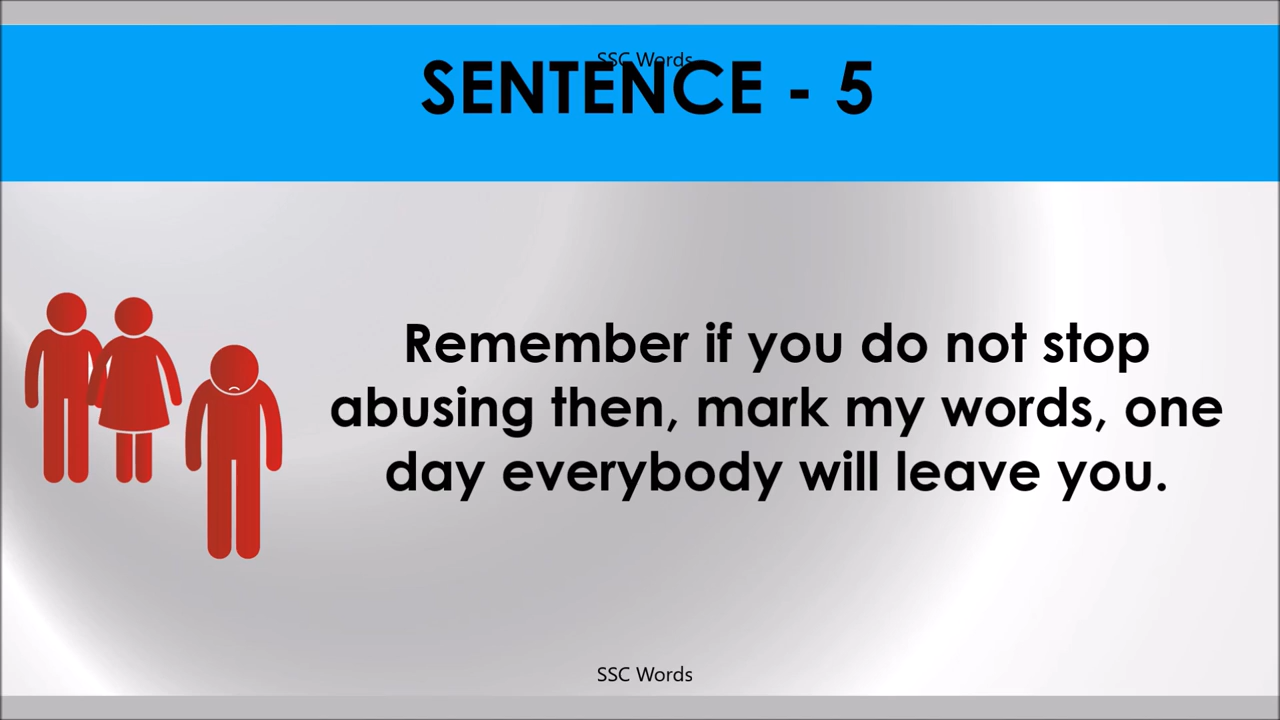 SSC Words
SENTENCE - 5
Remember if you do not stop
abusing then, mark my words, one
day everybody will leave you.
SSC Words